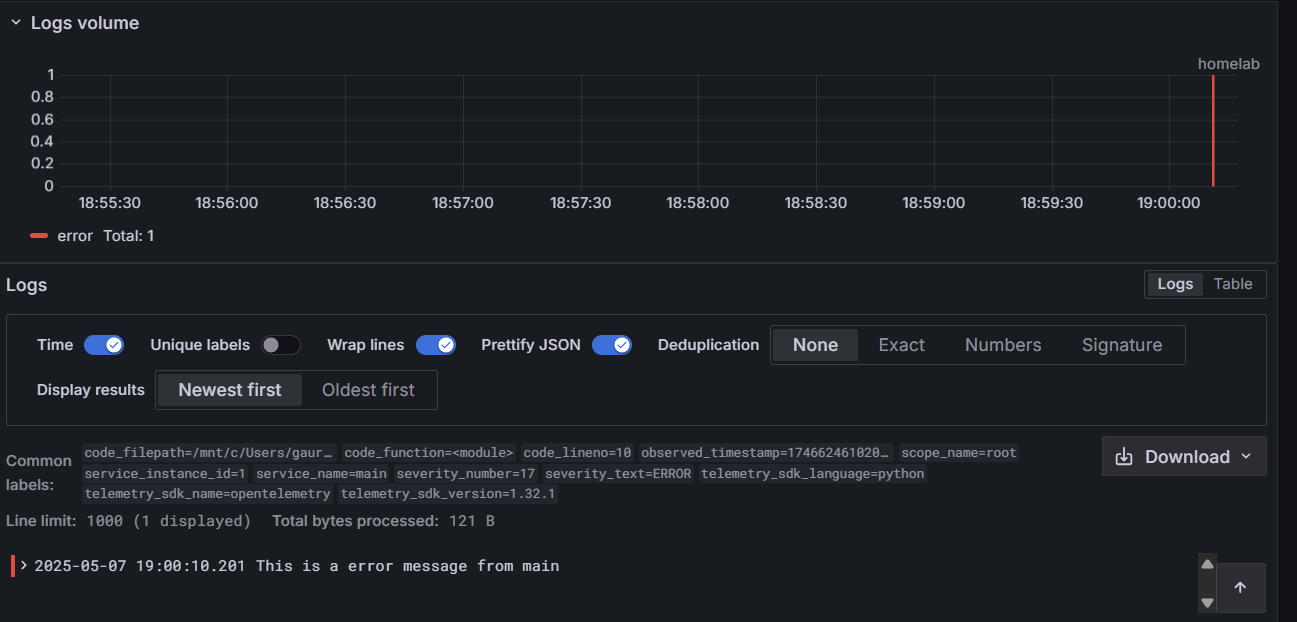 Logs volume
homelab
1
0.8
0.6
0.4
0.2
0
18:55:30 18:56:00 18:56:30 18:57:00 18:57:30 18:58:00 18:58:30 18:59:00 18:59:30 19:00:00
error Total: 1
Logs
Logs Table
Time Unique labels Wrap lines Prettify JSON Deduplication None Exact Numbers Signature
Display results Newest first Oldest first
Common labels:
code_filepath=/mnt/c/Users/gaur… code_function=<module> code_lineno=10 observed_timestamp=174662461020… scope_name=root
service_instance_id=1 service_name=main severity_number=17 severity_text=ERROR telemetry_sdk_language=python
telemetry_sdk_name=opentelemetry telemetry_sdk_version=1.32.1
Download
Line limit: 1000 (1 displayed) Total bytes processed: 121 B
2025-05-07 19:00:10.201 This is a error message from main